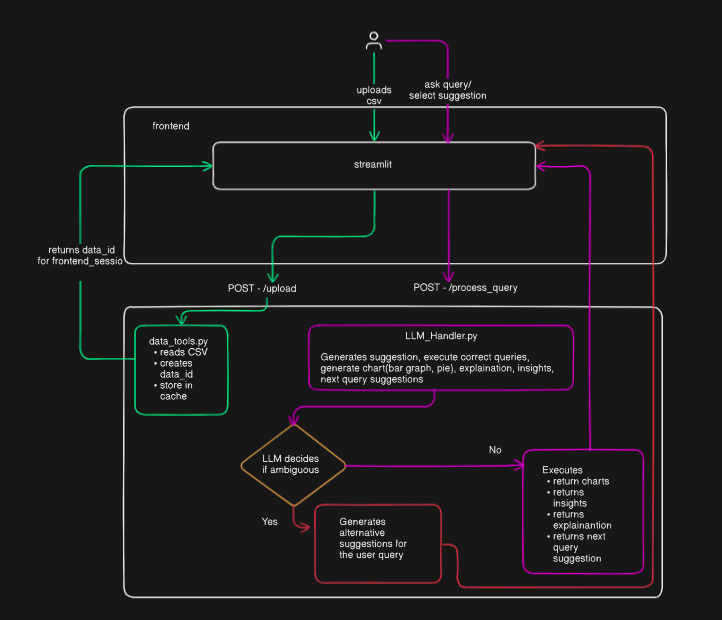 uploads
csv
ask query/
select suggestion
frontend
streamlit
returns data_id
for frontend_sessio
POST - /upload
POST - /process_query
data_tools.py
• reads CSV
• creates
data_id
• store in
cache
LLM_Handler.py
Generates suggestion, execute correct queries,
generate chart(bar graph, pie), explaination, insights,
next query suggestions
LLM decides
if ambiguous
No
Yes
Generates
alternative
suggestions for
the user query
Executes
• return charts
• returns
insights
• returns
explainantion
• returns next
query
suggestion